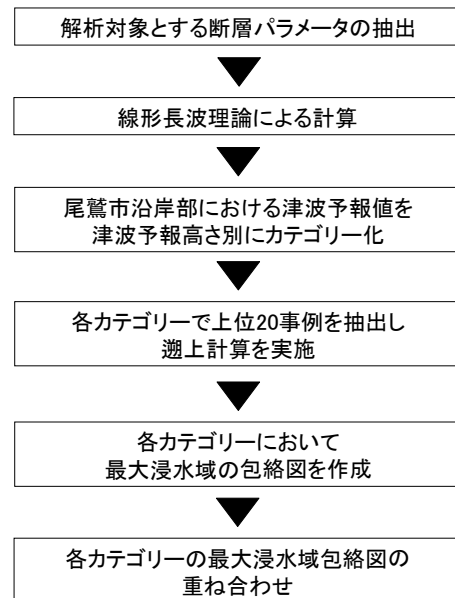 解析対象とする断層パラメータの抽出
線形長波理論による計算
尾鷲市沿岸部における津波予報値を
津波予報高さ別にカテゴリー化
各カテゴリーで上位20事例を抽出し
遡上計算を実施
各カテゴリーにおいて
最大浸水域の包絡図を作成
各カテゴリーの最大浸水域包絡図の
重ね合わせ